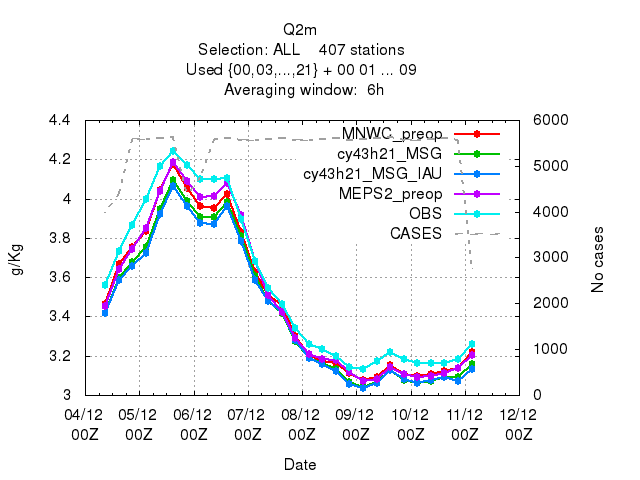 Q2m
Selection: ALL    407 stations
Used {00,03,...,21} + 00 01 ... 09
Averaging window:  6h
4.4
4.2
4
3.8
3.6
3.4
3.2
3
g/Kg
MNWC_preop
cy43h21_MSG
cy43h21_MSG_IAU
MEPS2_preop
OBS
CASES
6000
5000
4000
3000
2000
1000
0
No cases
04/12 05/12 06/12 07/12 08/12 09/12 10/12 11/12 12/12
00Z 00Z 00Z 00Z 00Z 00Z 00Z 00Z 00Z
Date